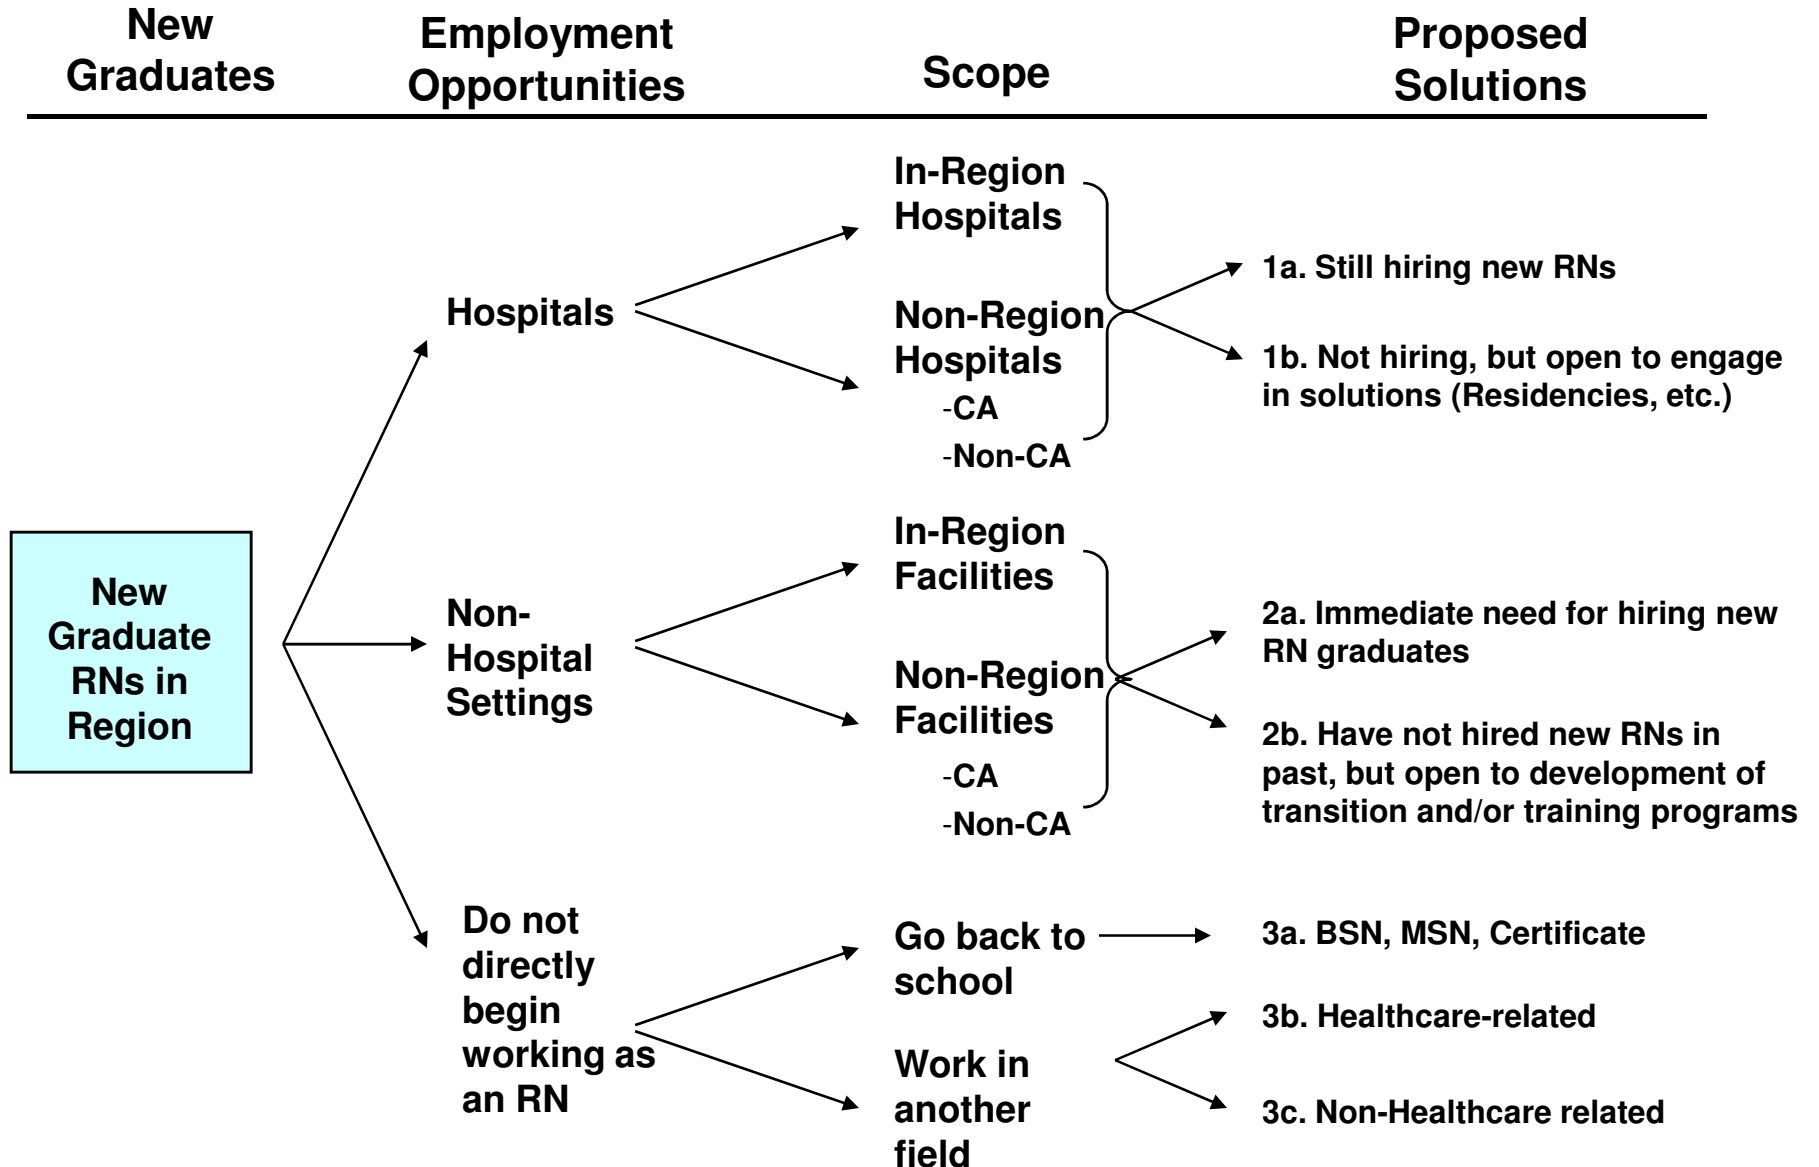 New
Graduates
Employment
Opportunities
Scope
Proposed
Solutions
New
Graduate
RNs in
Region
Hospitals
In-Region
Hospitals
Non-Region
Hospitals
-CA
-Non-CA
1a. Still hiring new RNs
1b. Not hiring, but open to engage
in solutions (Residencies, etc.)
Non-
Hospital
Settings
In-Region
Facilities
Non-Region
Facilities
-CA
-Non-CA
2a. Immediate need for hiring new
RN graduates
2b. Have not hired new RNs in
past, but open to development of
transition and/or training programs
Do not
directly
begin
working as
an RN
Go back to
school
Work in
another
field
3a. BSN, MSN, Certificate
3b. Healthcare-related
3c. Non-Healthcare related